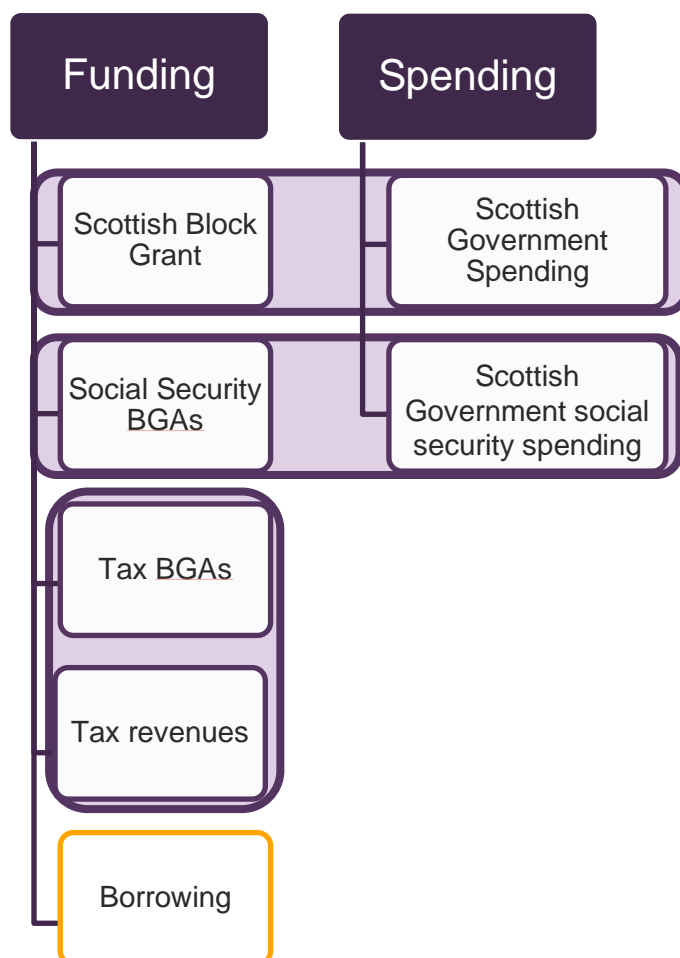 Funding
Spending
Scottish Block
Grant
Scottish
Government
Spending
Social Security
BGAs
Scottish
Government social
security spending
Tax BGAs
Tax revenues
Borrowing